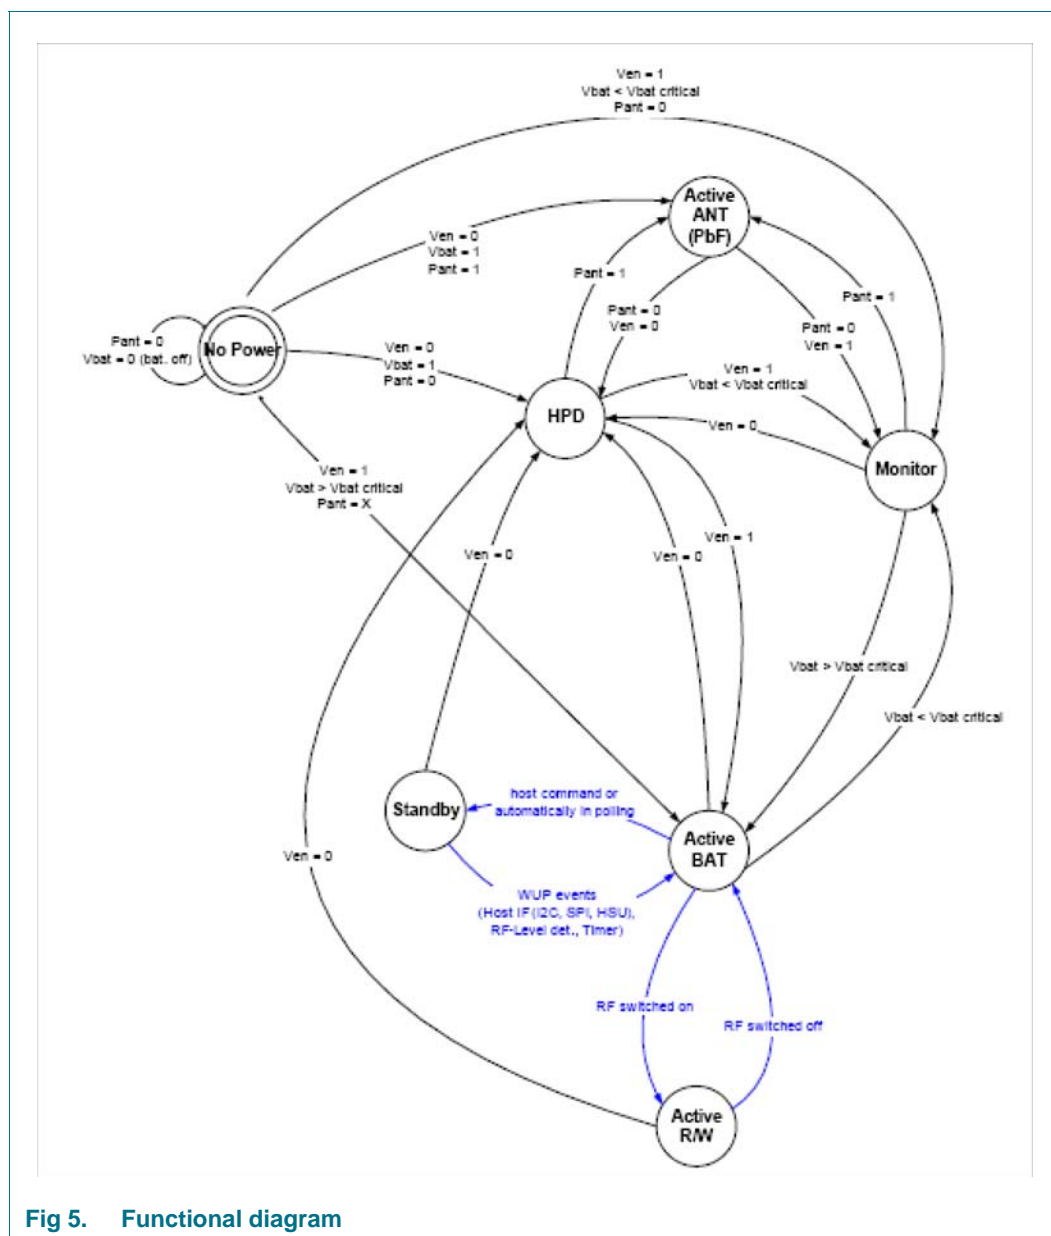 Ven = 1
Vbat < Vbat critical
Pant = 0
Active
ANT
(PbF)
Ven = 0
Vbat = 1
Pant = 1
Pant = 1
Pant = 1
Pant = 0
Ven = 0
Pant = 0
Ven = 1
Pant = 0
Vbat = 0 (bat. off)
No Power
Ven = 0
Vbat = 1
Pant = 0
Ven = 1
Vbat < Vbat critical
HPD
Ven = 0
Monitor
Ven = 1
Vbat > Vbat critical
Pant = X
Ven = 0
Ven = 0
Ven = 1
Vbat > Vbat critical
Vbat < Vbat critical
Standby
host command or
automatically in polling
Active
BAT
Ven = 0
WUP events
(Host IF (I2C, SPI, HSU),
RF-Level det., Timer)
RF switched on
RF switched off
Active
R/W
Fig 5. Functional diagram